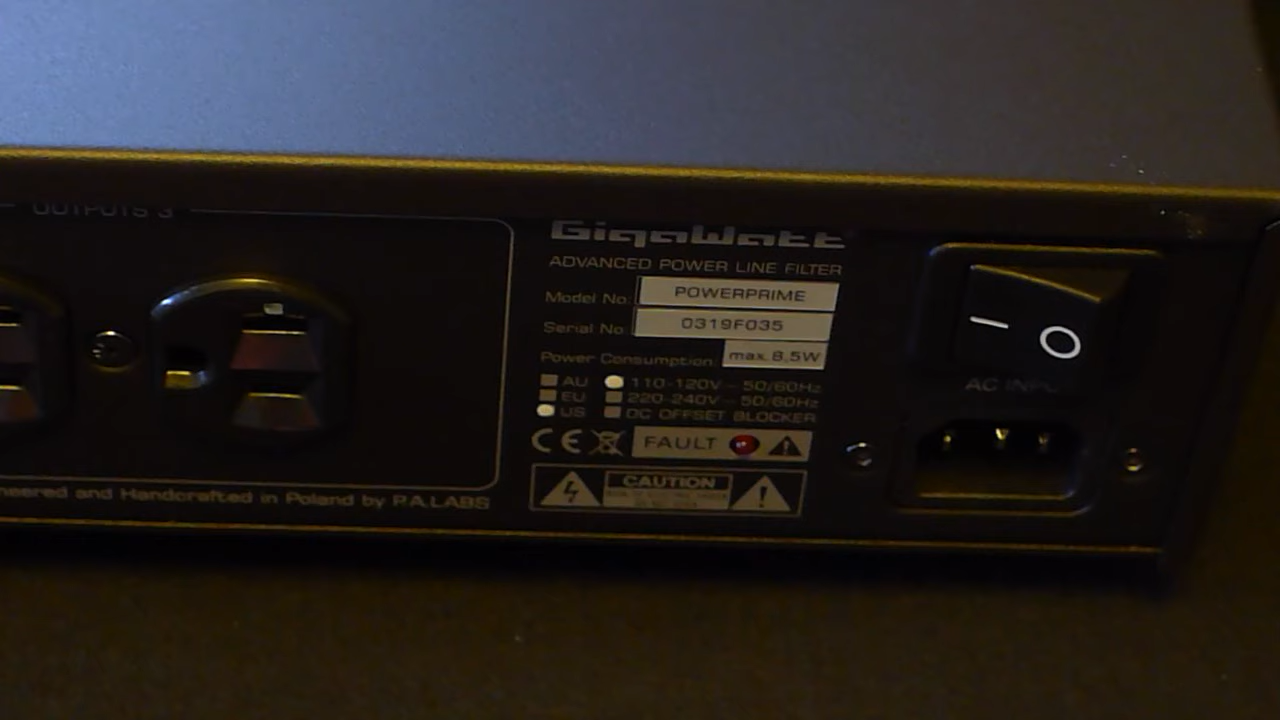 OUTPUTS 3
GigaWatt
ADVANCED POWER LINE FILTER
Model No: POWERPRIME
Serial No: 0319F035
Power Consumption: max. 8,5W
AU 110-120V ~ 50/60Hz
EU 220-240V ~ 50/60Hz
US DC OFFSET BLOCKER
CE FAULT
CAUTION
and Handcrafted in Poland by P.A.LABS
AC INPUT